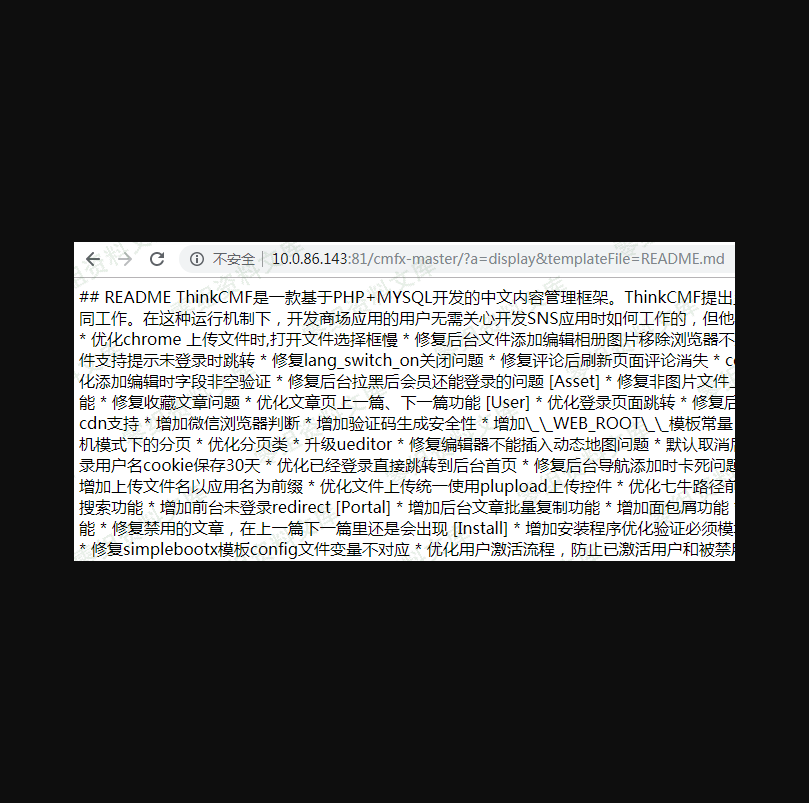 不安全 | 10.0.86.143:81/cmfx-master/?a=display&templateFile=README.md
## README ThinkCMF是一款基于PHP+MYSQL开发的中文内容管理框架。ThinkCMF提出
同工作。在这种运行机制下，开发商场应用的用户无需关心开发SNS应用时如何工作的，但他
* 优化chrome 上传文件时,打开文件选择框慢 * 修复后台文件添加编辑相册图片移除浏览器不
件支持提示未登录时跳转 * 修复lang_switch_on关闭问题 * 修复评论后刷新页面评论消失 *
化添加编辑时字段非空验证 * 修复后台拉黑后会员还能登录的问题 [Asset] * 修复非图片文件
能 * 修复收藏文章问题 * 优化文章页上一篇、下一篇功能 [User] * 优化登录页面跳转 * 修复后
cdn支持 * 增加微信浏览器判断 * 增加验证码生成安全性 * 增加\_\_WEB_ROOT\_\_模板常量
机模式下的分页 * 优化分页类 * 升级ueditor * 修复编辑器不能插入动态地图问题 * 默认取消
录用户名cookie保存30天 * 优化已经登录直接跳转到后台首页 * 修复后台导航添加时卡死问题
增加上传文件名以应用名为前缀 * 优化文件上传统一使用plupload上传控件 * 优化七牛路径前
搜索功能 * 增加前台未登录redirect [Portal] * 增加后台文章批量复制功能 * 增加面包屑功能
能 * 修复禁用的文章，在上一篇下一篇里还是会出现 [Install] * 增加安装程序优化验证必须模
* 修复simplebootx模板config文件变量不对应 * 优化用户激活流程，防止已激活用户和被禁用